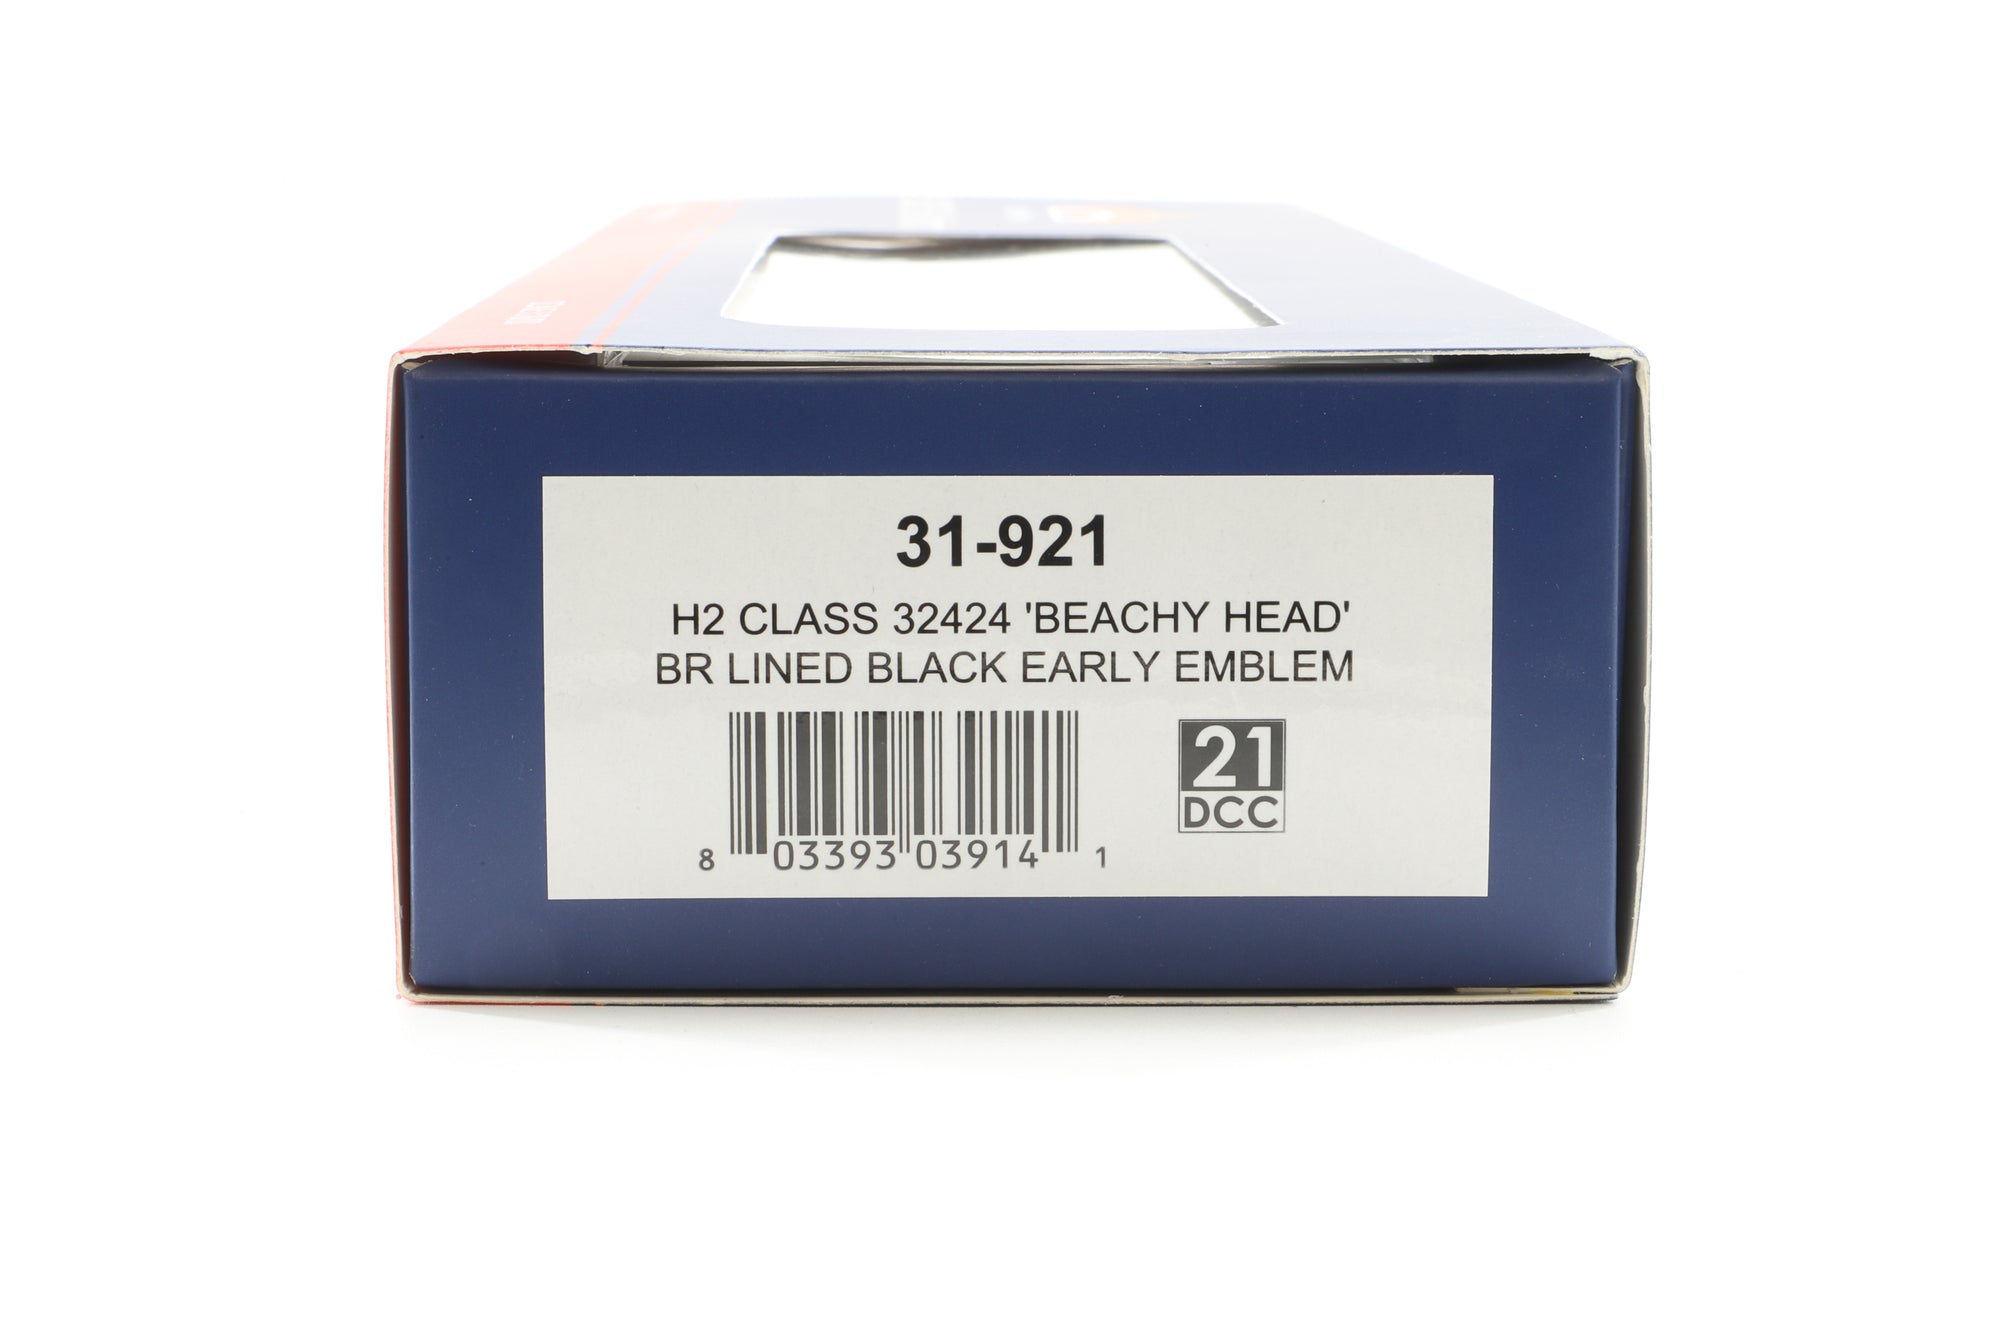 31-921
H2 CLASS 32424 'BEACHY HEAD'
BR LINED BLACK EARLY EMBLEM
21
DCC
8 03393 03914 1